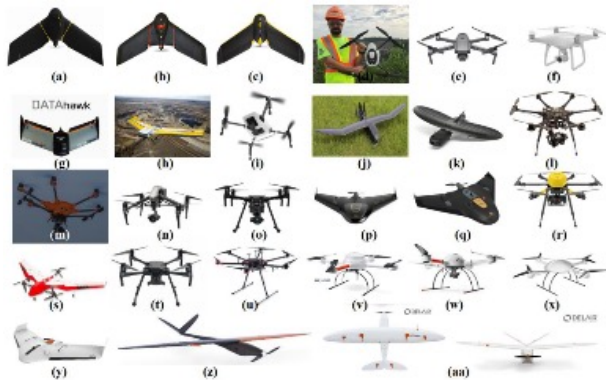 (a)
(b)
(c)
(d)
(e)
(f)
DATAhawk
(g)
(h)
(i)
(j)
(k)
(l)
(m)
(n)
(o)
(p)
(q)
(r)
(s)
(t)
(u)
(v)
(w)
(x)
DELAIR
DELAIR
(y)
(z)
(aa)